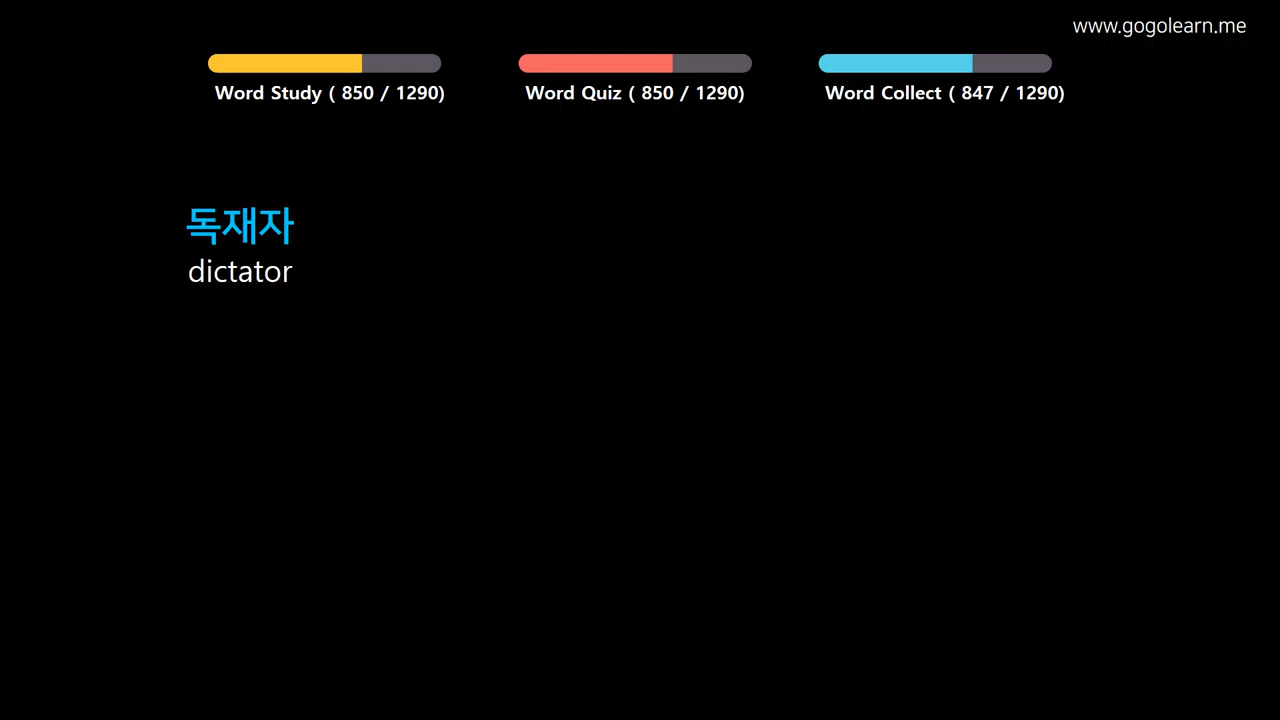 www.gogolearn.me
Word Study ( 850 / 1290)
Word Quiz ( 850 / 1290)
Word Collect ( 847 / 1290)
독재자
dictator